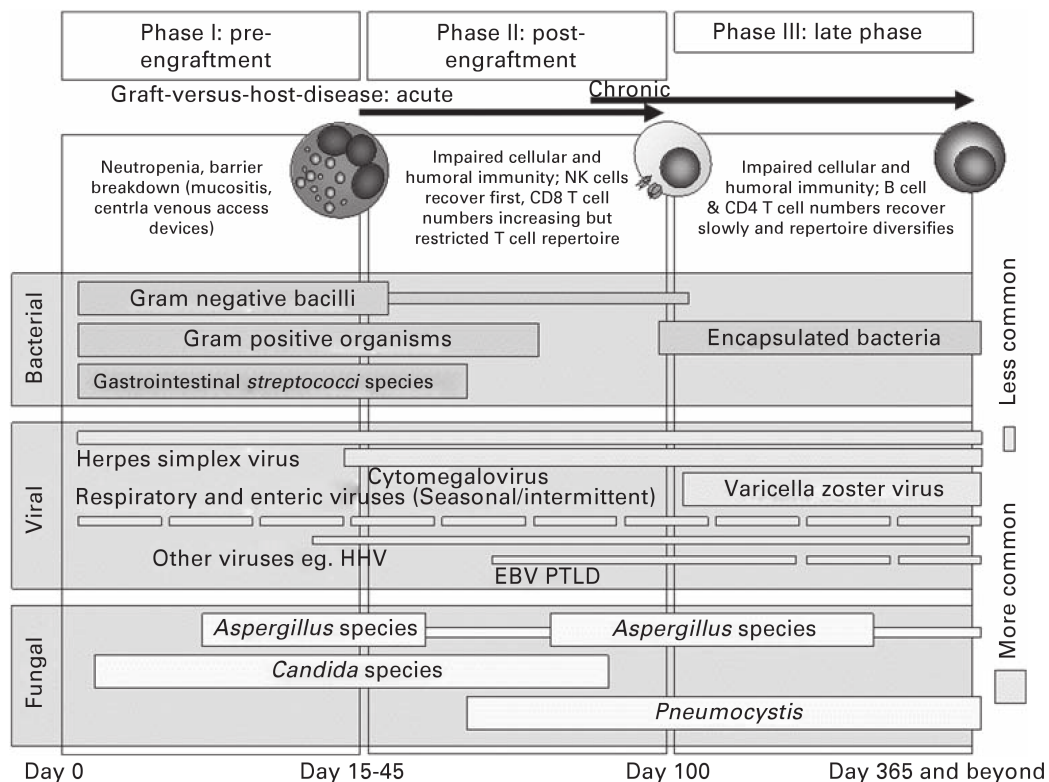 Phase I: pre-
engraftment
Phase II: post-
engraftment
Phase III: late phase
Graft-versus-host-disease: acute
Chronic
Neutropenia, barrier
breakdown (mucositis,
centrla venous access
devices)
Impaired cellular and
humoral immunity; NK cells
recover first, CD8 T cell
numbers increasing but
restricted T cell repertoire
Impaired cellular and
humoral immunity; B cell
& CD4 T cell numbers recover
slowly and repertoire diversifies
Bacterial
Gram negative bacilli
Gram positive organisms
Encapsulated bacteria
Gastrointestinal streptococci species
Viral
Herpes simplex virus
Cytomegalovirus
Respiratory and enteric viruses (Seasonal/intermittent)
Varicella zoster virus
Other viruses eg. HHV
EBV PTLD
Fungal
Aspergillus species
Aspergillus species
Candida species
Pneumocystis
Less common
More common
Day 0
Day 15-45
Day 100
Day 365 and beyond